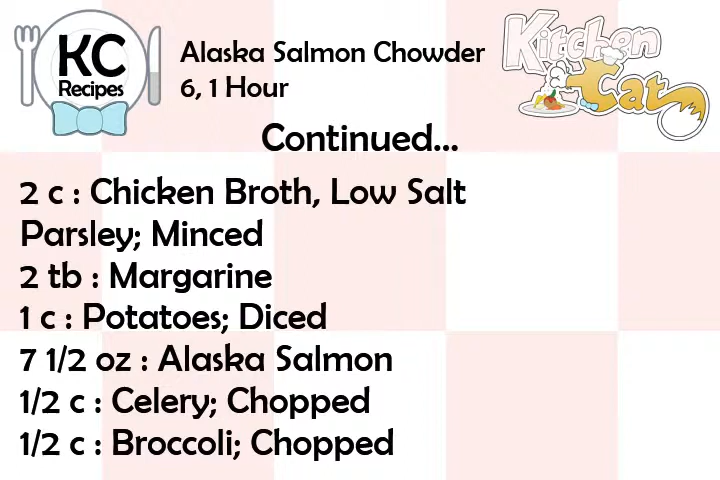 KC
Recipes
Alaska Salmon Chowder
6, 1 Hour
Kitchen
Cat
Continued...
2 c : Chicken Broth, Low Salt
Parsley; Minced
2 tb : Margarine
1 c : Potatoes; Diced
7 1/2 oz : Alaska Salmon
1/2 c : Celery; Chopped
1/2 c : Broccoli; Chopped